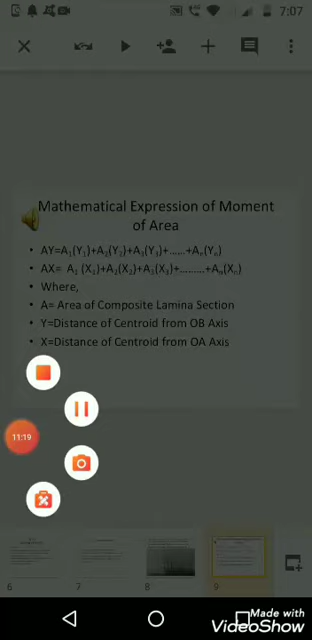 7:07
Mathematical Expression of Moment
of Area
• AY=A₁(Y₁)+A₂(Y₂)+A₃(Y₃)+......+Aₙ(Yₙ)
• AX= A₁ (X₁)+A₂(X₂)+A₃(X₃)+.........+Aₙ(Xₙ)
• Where,
• A= Area of Composite Lamina Section
• Y=Distance of Centroid from OB Axis
• X=Distance of Centroid from OA Axis
11:19
6 7 8 9
Made with
VideoShow